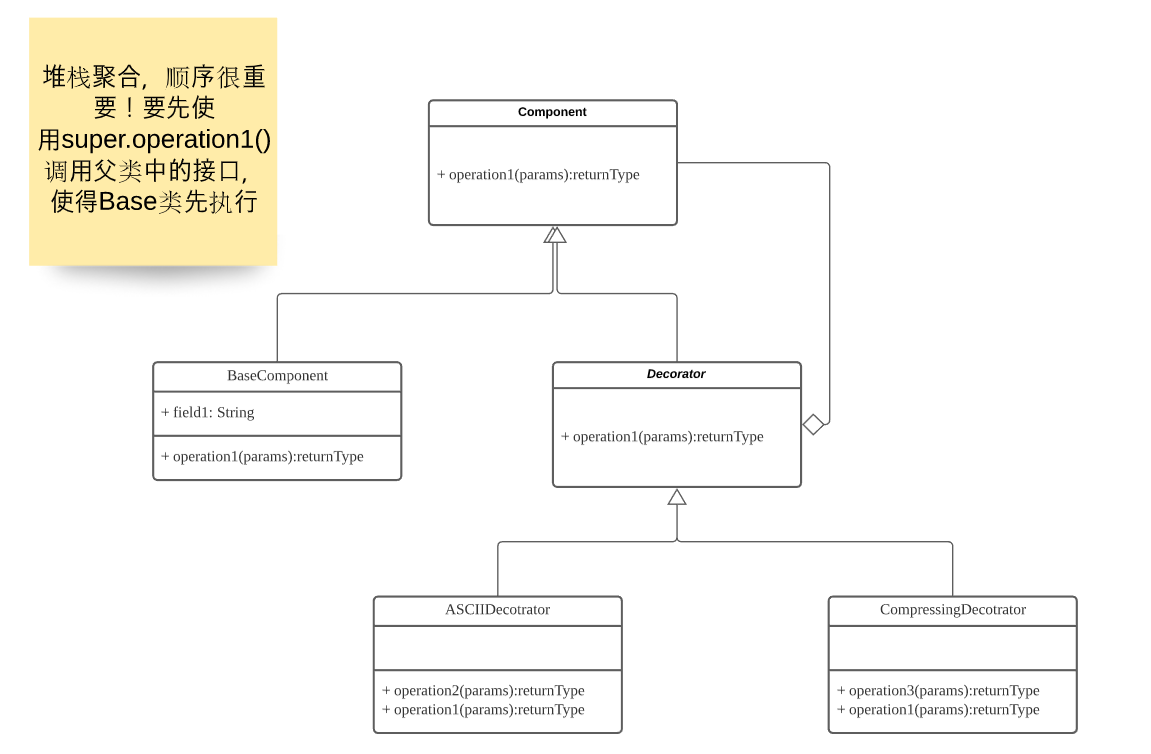 堆栈聚合，顺序很重
要！要先使
用super.operation1()
调用父类中的接口，
使得Base类先执行
Component
+ operation1(params):returnType
BaseComponent
+ field1: String
+ operation1(params):returnType
Decorator
+ operation1(params):returnType
ASCIIDecotrator
+ operation2(params):returnType
+ operation1(params):returnType
CompressingDecotrator
+ operation3(params):returnType
+ operation1(params):returnType